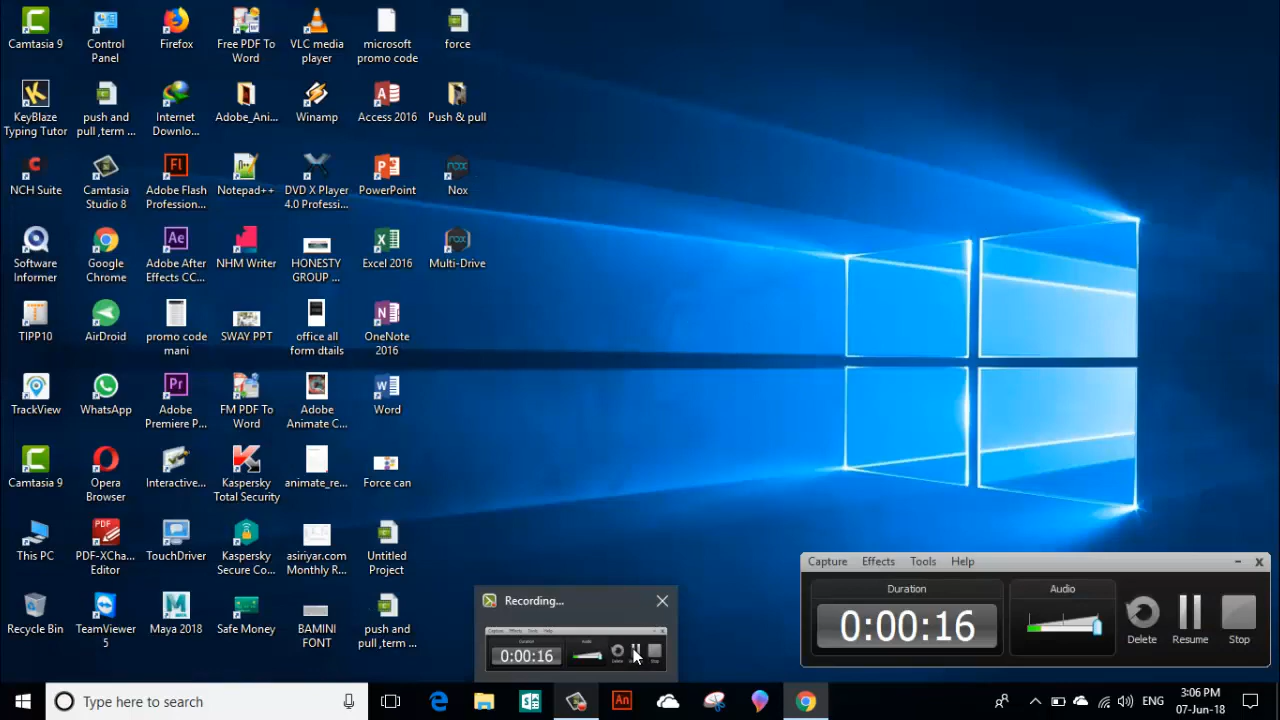 Camtasia 9
Control
Panel
Firefox
Free PDF To
Word
VLC media
player
microsoft
promo code
force
KeyBlaze
Typing Tutor
push and
pull ,term ...
Internet
Downlo...
Adobe_Ani...
Winamp
Access 2016
Push & pull
NCH Suite
Camtasia
Studio 8
Adobe Flash
Profession...
Notepad++
DVD X Player
4.0 Professi...
PowerPoint
Nox
Software
Informer
Google
Chrome
Adobe After
Effects CC...
NHM Writer
HONESTY
GROUP ...
Excel 2016
Multi-Drive
TIPP10
AirDroid
promo code
mani
SWAY PPT
office all
form dtails
OneNote
2016
TrackView
WhatsApp
Adobe
Premiere P...
FM PDF To
Word
Adobe
Animate C...
Word
Camtasia 9
Opera
Browser
Interactive...
Kaspersky
Total Security
animate_re...
Force can
This PC
PDF-XCha...
Editor
TouchDriver
Kaspersky
Secure Co...
asiriyar.com
Monthly R...
Untitled
Project
Recycle Bin
TeamViewer
5
Maya 2018
Safe Money
BAMINI
FONT
push and
pull ,term ...
Recording...
Capture Effects Tools Help
Duration
Audio
0:00:16
Delete
Stop
Capture Effects Tools Help
Duration
Audio
0:00:16
Delete
Resume
Stop
Type here to search
ENG
3:06 PM
07-Jun-18